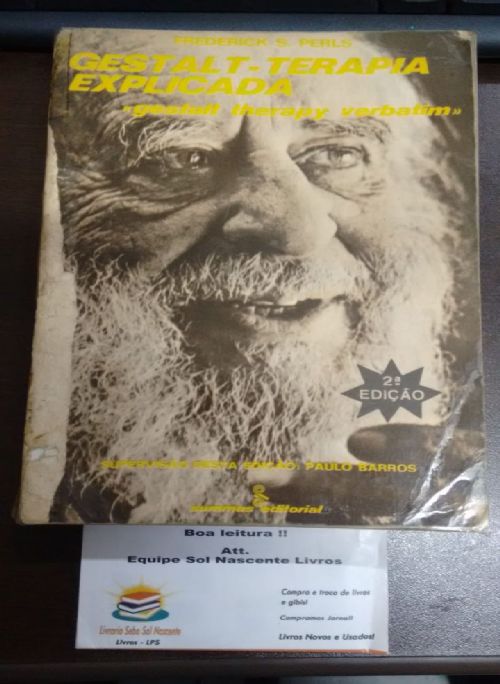 FREDERICK S. PERLS
GESTALT-TERAPIA
EXPLICADA
«gestalt therapy verbatim»
2ª
EDIÇÃO
SUPERVISÃO DESTA EDIÇÃO: PAULO BARROS
summus editorial
Boa leitura !!
Att.
Equipe Sol Nascente Livros
Compra e troca de livros
e gibis!
Compramos Jornal!
Livros Novos e Usados!
Livraria Sebo Sol Nascente
Livros - LPS